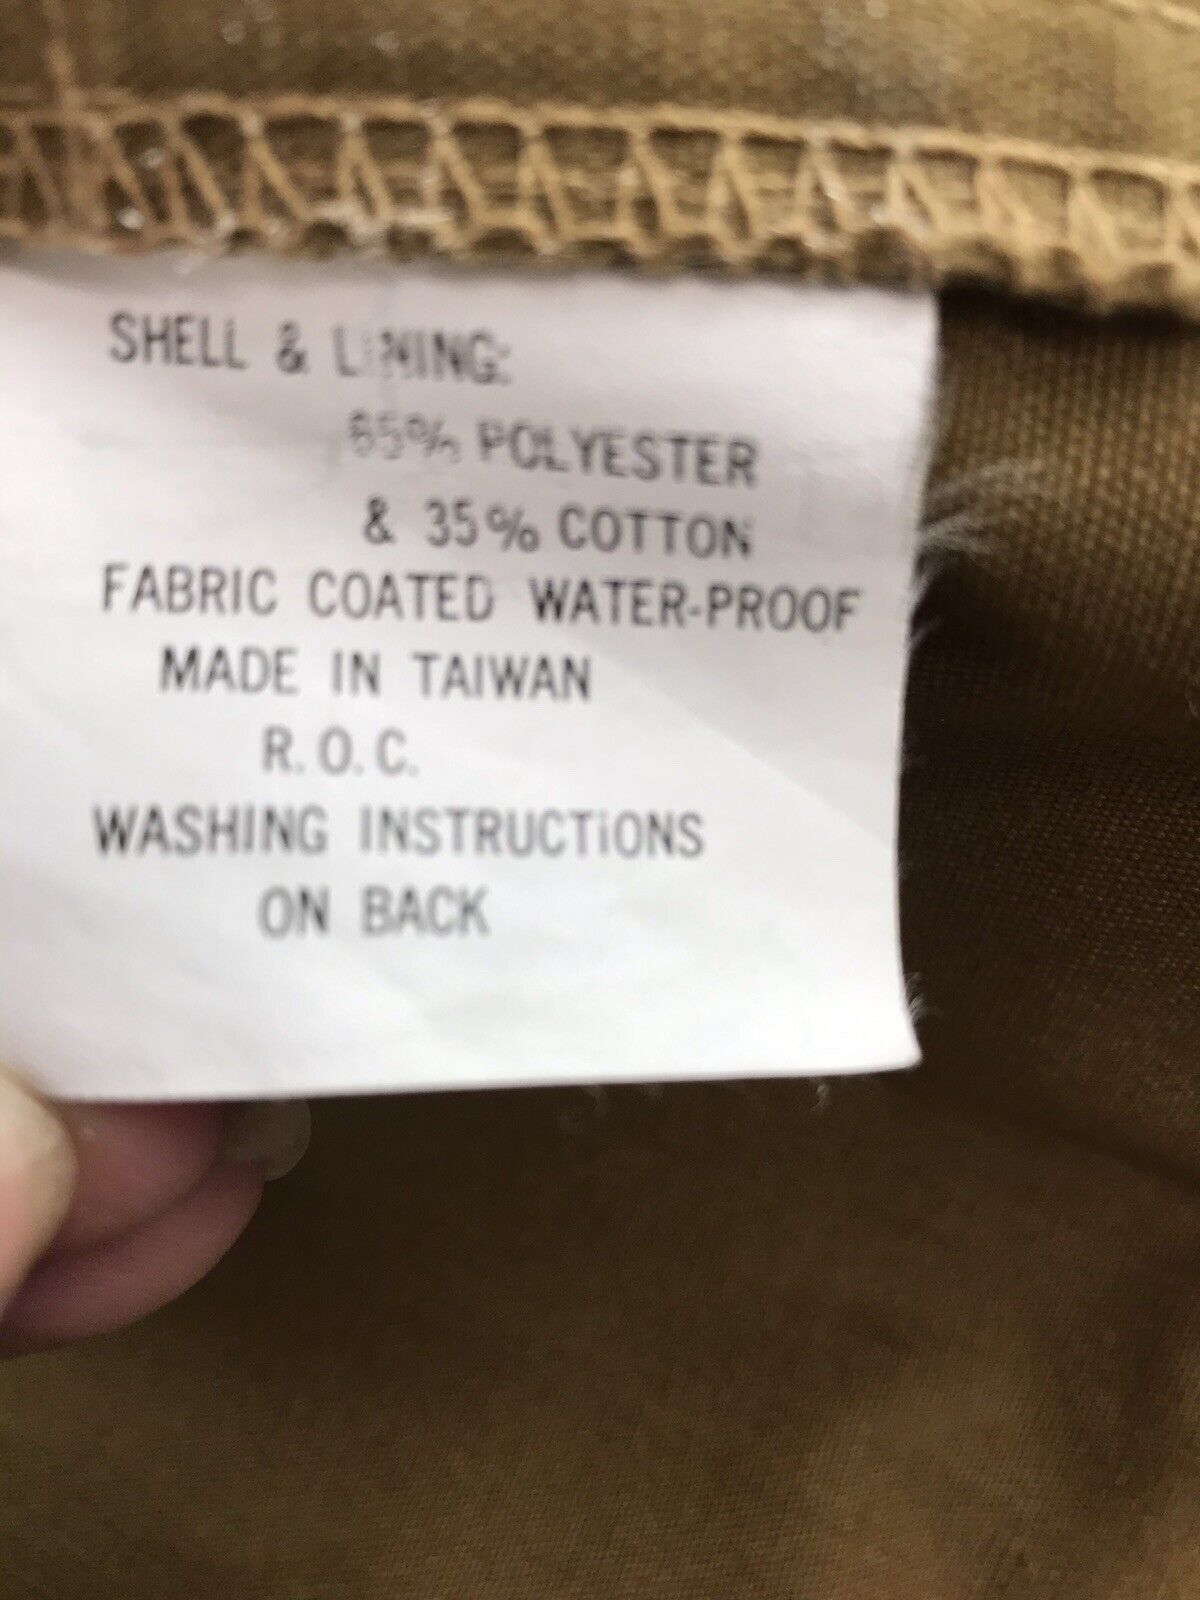 SHELL & LINING:
65% POLYESTER
& 35% COTTON
FABRIC COATED WATER-PROOF
MADE IN TAIWAN
R.O.C.
WASHING INSTRUCTiONS
ON BACK